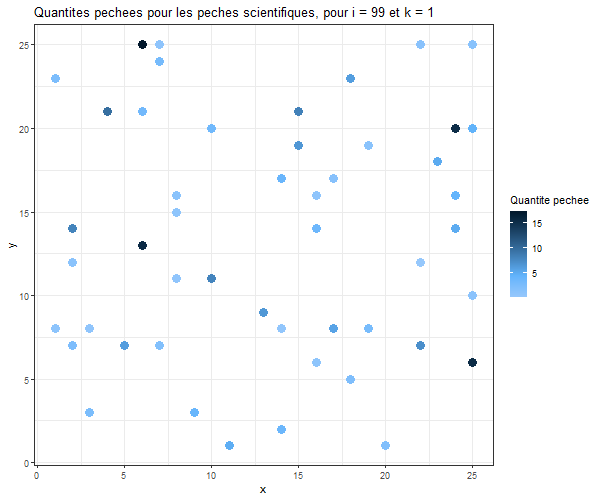 Quantites pechees pour les peches scientifiques, pour i = 99 et k = 1
25
20
15
10
5
0
y
0 5 10 15 20 25
x
Quantite pechee
15
10
5